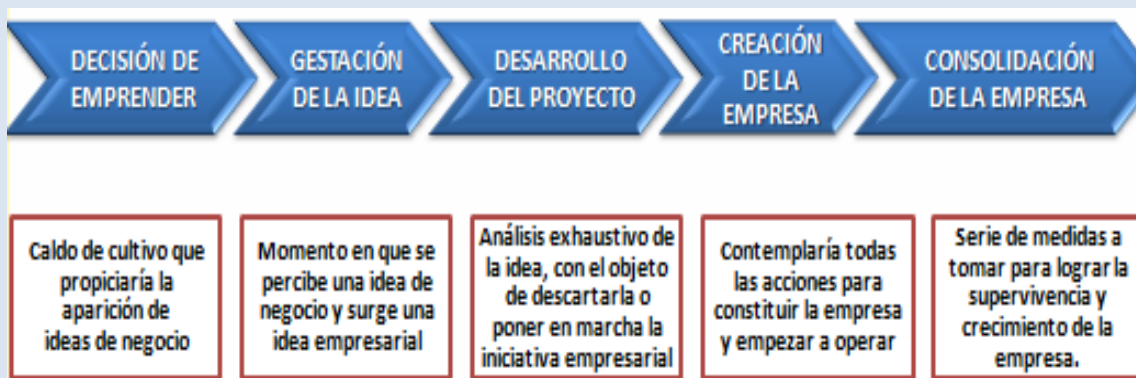 DECISIÓN DE
EMPRENDER
GESTACIÓN
DE LA IDEA
DESARROLLO
DEL PROYECTO
CREACIÓN
DE LA
EMPRESA
CONSOLIDACIÓN
DE LA EMPRESA
Caldo de cultivo que
propiciaría la
aparición de
ideas de negocio
Momento en que se
percibe una idea de
negocio y surge una
idea empresarial
Análisis exhaustivo de
la idea, con el objeto
de descartarla o
poner en marcha la
iniciativa empresarial
Contemplaría todas
las acciones para
constituir la empresa
y empezar a operar
Serie de medidas a
tomar para lograr la
supervivencia y
crecimiento de la
empresa.